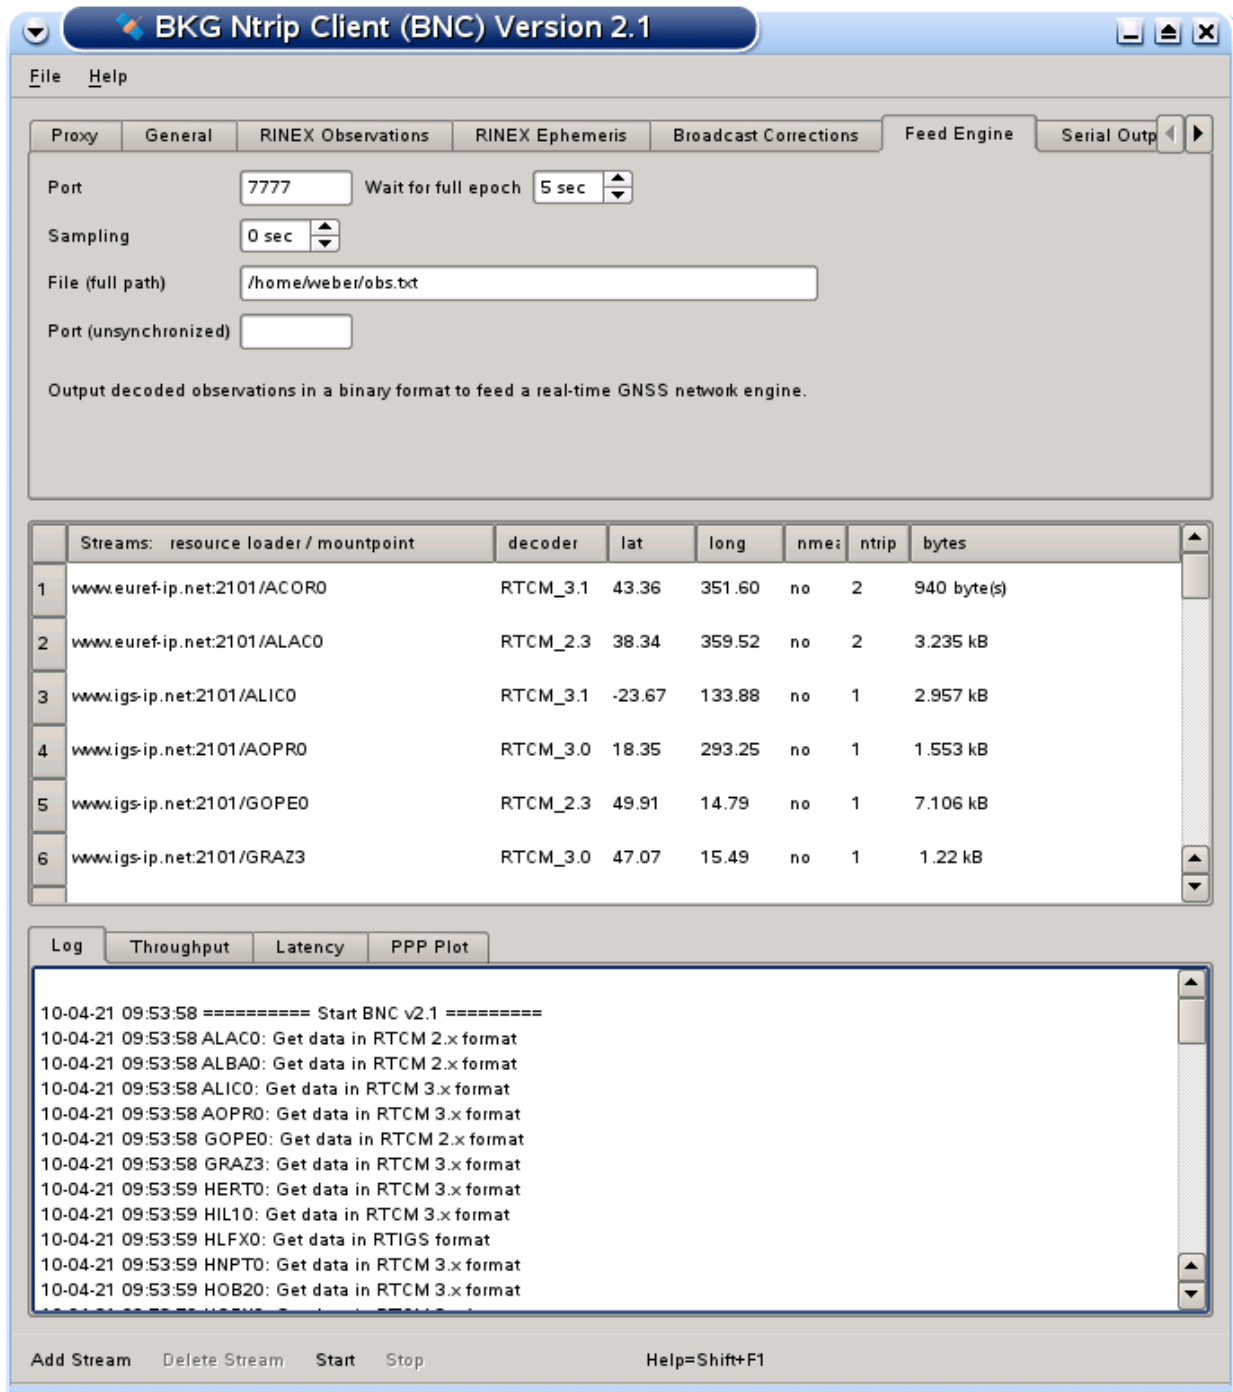 BKG Ntrip Client (BNC) Version 2.1
File Help
Proxy General RINEX Observations RINEX Ephemeris Broadcast Corrections Feed Engine Serial Outp
Port 7777 Wait for full epoch 5 sec
Sampling 0 sec
File (full path) /home/weber/obs.txt
Port (unsynchronized)
Output decoded observations in a binary format to feed a real-time GNSS network engine.
Streams: resource loader / mountpoint decoder lat long nmea ntrip bytes
1 www.euref-ip.net:2101/ACOR0 RTCM_3.1 43.36 351.60 no 2 940 byte(s)
2 www.euref-ip.net:2101/ALAC0 RTCM_2.3 38.34 359.52 no 2 3.235 kB
3 www.igs-ip.net:2101/ALIC0 RTCM_3.1 -23.67 133.88 no 1 2.957 kB
4 www.igs-ip.net:2101/AOPR0 RTCM_3.0 18.35 293.25 no 1 1.553 kB
5 www.igs-ip.net:2101/GOPE0 RTCM_2.3 49.91 14.79 no 1 7.106 kB
6 www.igs-ip.net:2101/GRAZ3 RTCM_3.0 47.07 15.49 no 1 1.22 kB
Log Throughput Latency PPP Plot
10-04-21 09:53:58 ========== Start BNC v2.1 =========
10-04-21 09:53:58 ALAC0: Get data in RTCM 2.x format
10-04-21 09:53:58 ALBA0: Get data in RTCM 2.x format
10-04-21 09:53:58 ALIC0: Get data in RTCM 3.x format
10-04-21 09:53:58 AOPR0: Get data in RTCM 3.x format
10-04-21 09:53:58 GOPE0: Get data in RTCM 2.x format
10-04-21 09:53:58 GRAZ3: Get data in RTCM 3.x format
10-04-21 09:53:59 HERT0: Get data in RTCM 3.x format
10-04-21 09:53:59 HIL10: Get data in RTCM 3.x format
10-04-21 09:53:59 HLFX0: Get data in RTIGS format
10-04-21 09:53:59 HNPT0: Get data in RTCM 3.x format
10-04-21 09:53:59 HOB20: Get data in RTCM 3.x format
Add Stream Delete Stream Start Stop Help=Shift+F1